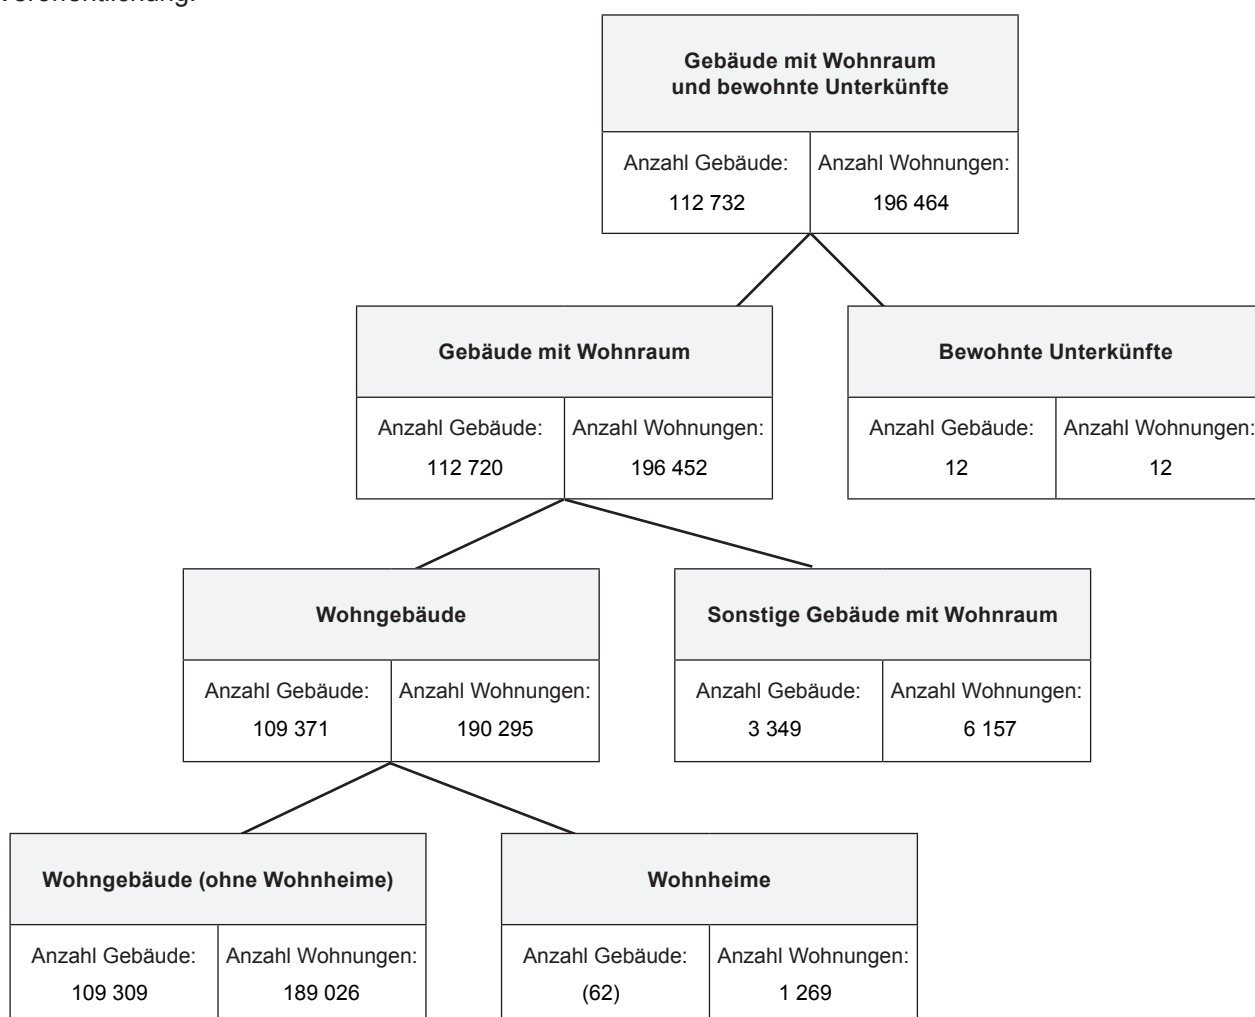 Veröffentlichung.
Gebäude mit Wohnraum
und bewohnte Unterkünfte
Anzahl Gebäude: Anzahl Wohnungen:
112 732 196 464
Gebäude mit Wohnraum Bewohnte Unterkünfte
Anzahl Gebäude: Anzahl Wohnungen: Anzahl Gebäude: Anzahl Wohnungen:
112 720 196 452 12 12
Wohngebäude Sonstige Gebäude mit Wohnraum
Anzahl Gebäude: Anzahl Wohnungen: Anzahl Gebäude: Anzahl Wohnungen:
109 371 190 295 3 349 6 157
Wohngebäude (ohne Wohnheime) Wohnheime
Anzahl Gebäude: Anzahl Wohnungen: Anzahl Gebäude: Anzahl Wohnungen:
109 309 189 026 (62) 1 269